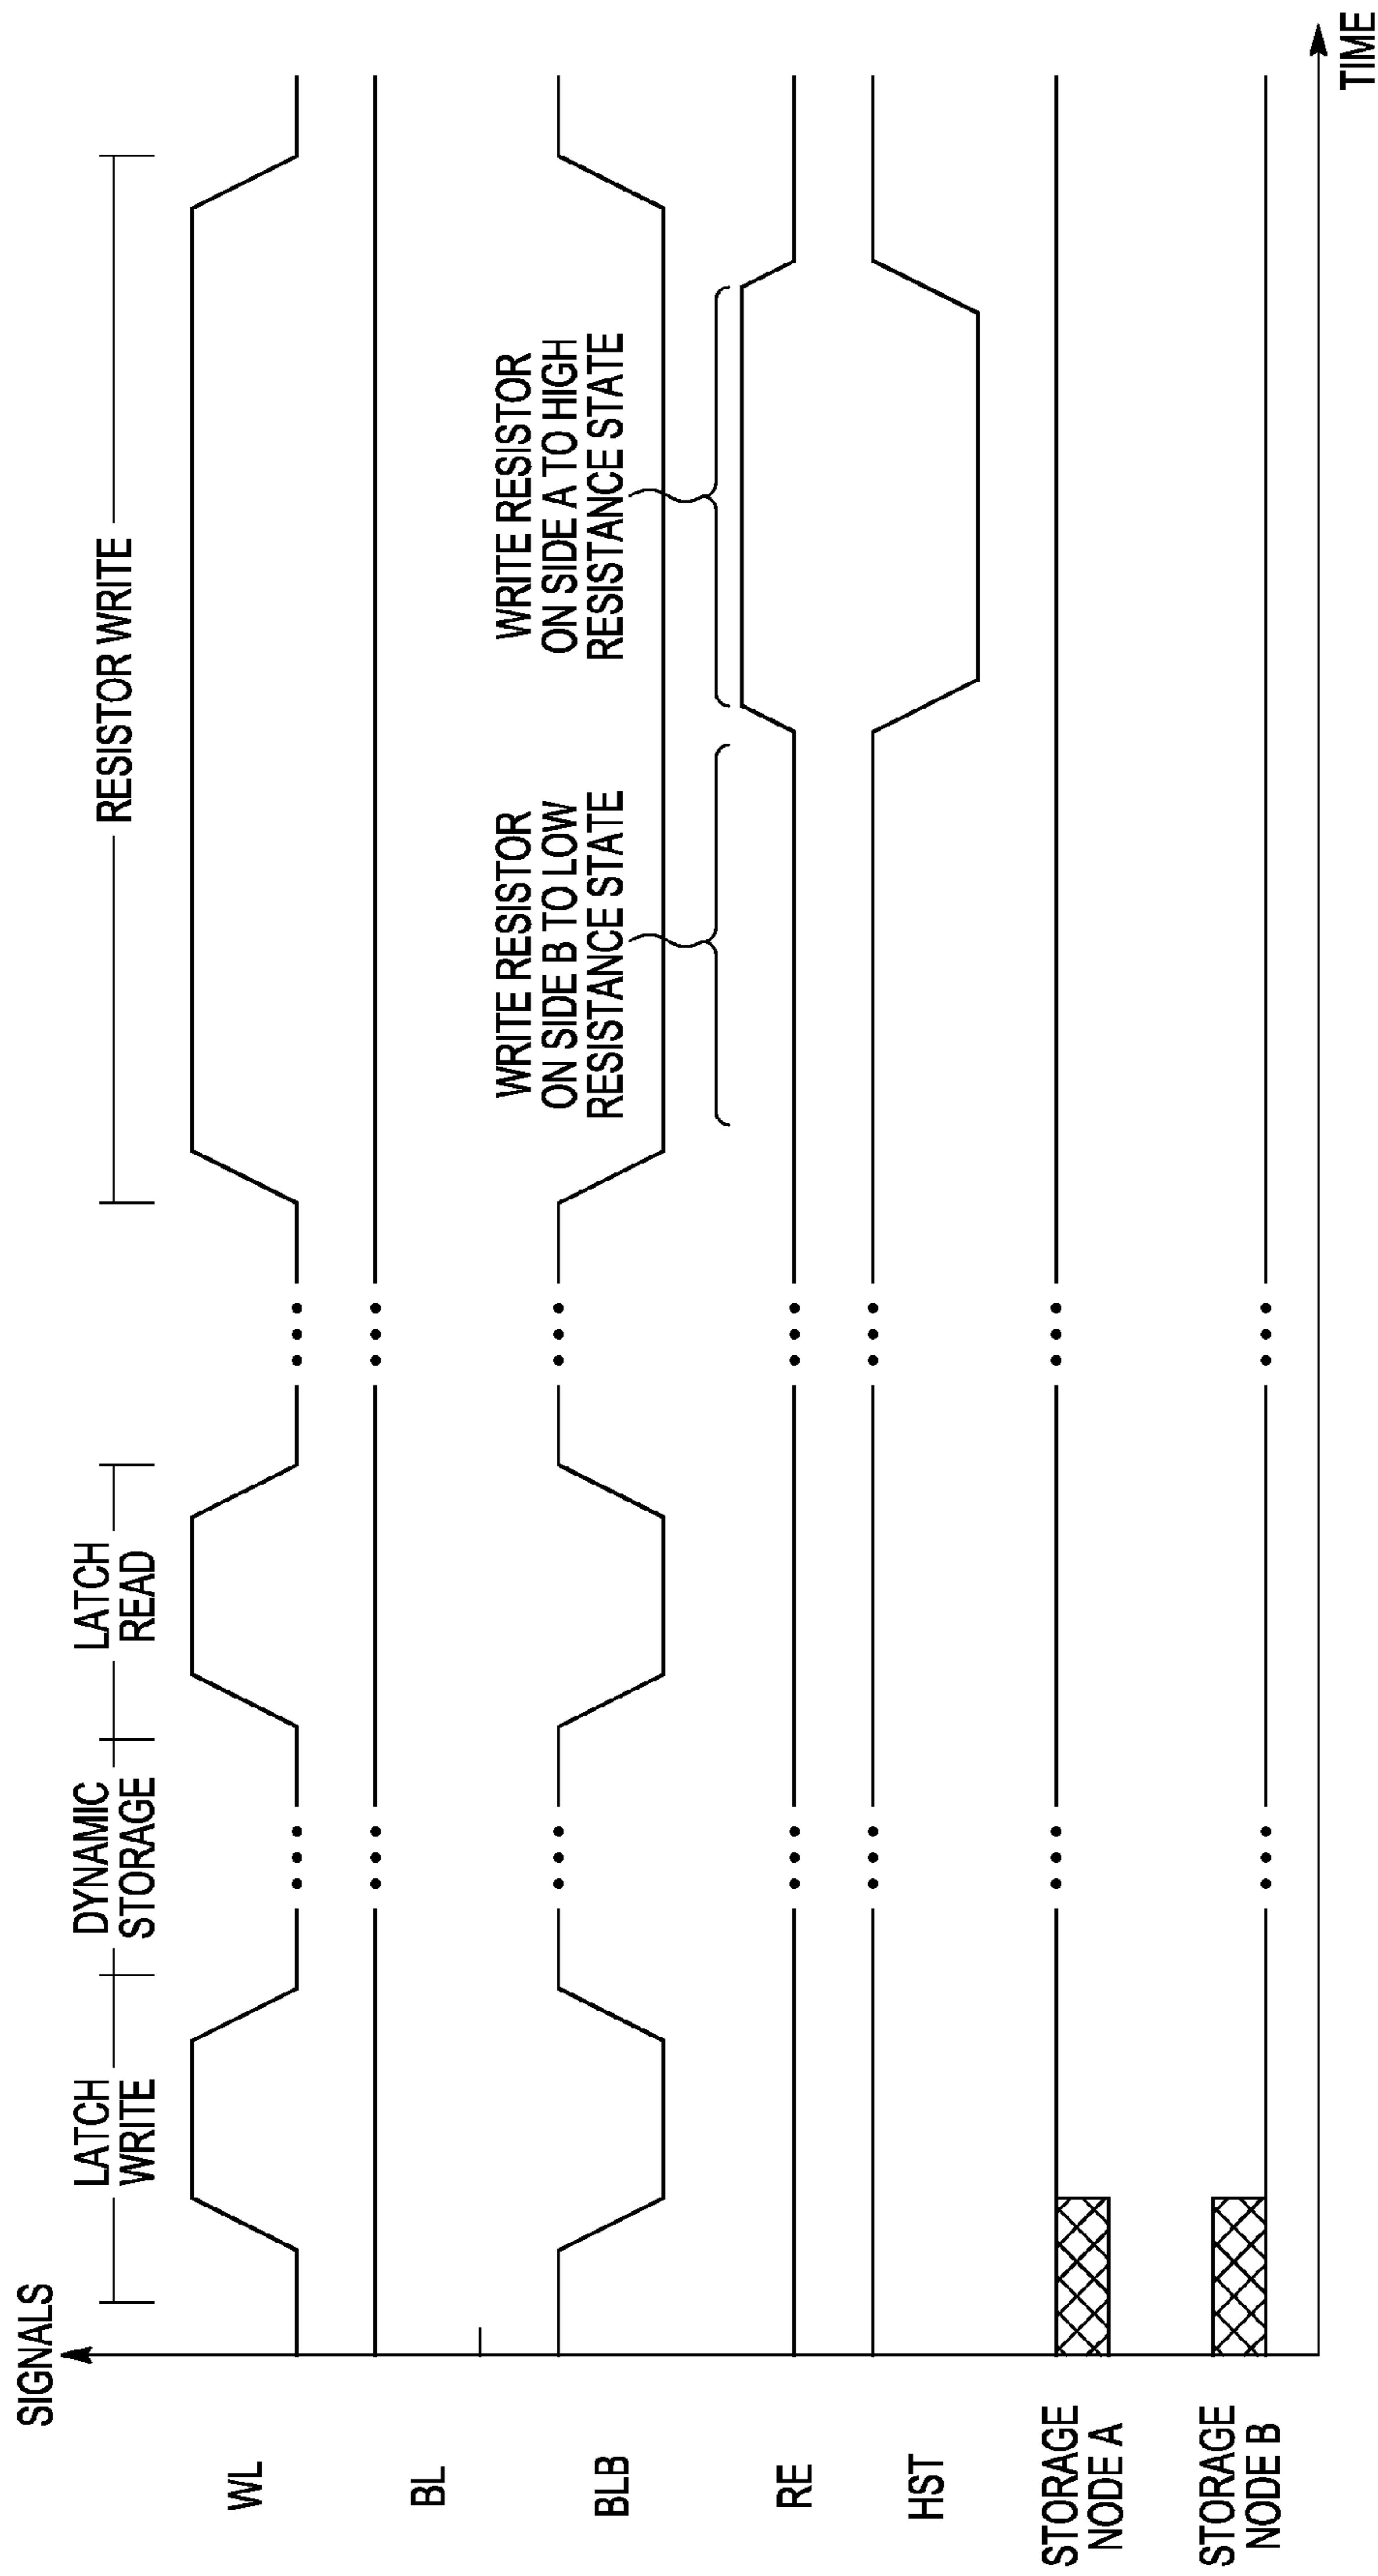 SIGNALS
LATCH
WRITE
DYNAMIC
STORAGE
LATCH
READ
RESISTOR WRITE
WL
BL
BLB
WRITE RESISTOR
ON SIDE B TO LOW
RESISTANCE STATE
WRITE RESISTOR
ON SIDE A TO HIGH
RESISTANCE STATE
RE
HST
STORAGE
NODE A
STORAGE
NODE B
TIME